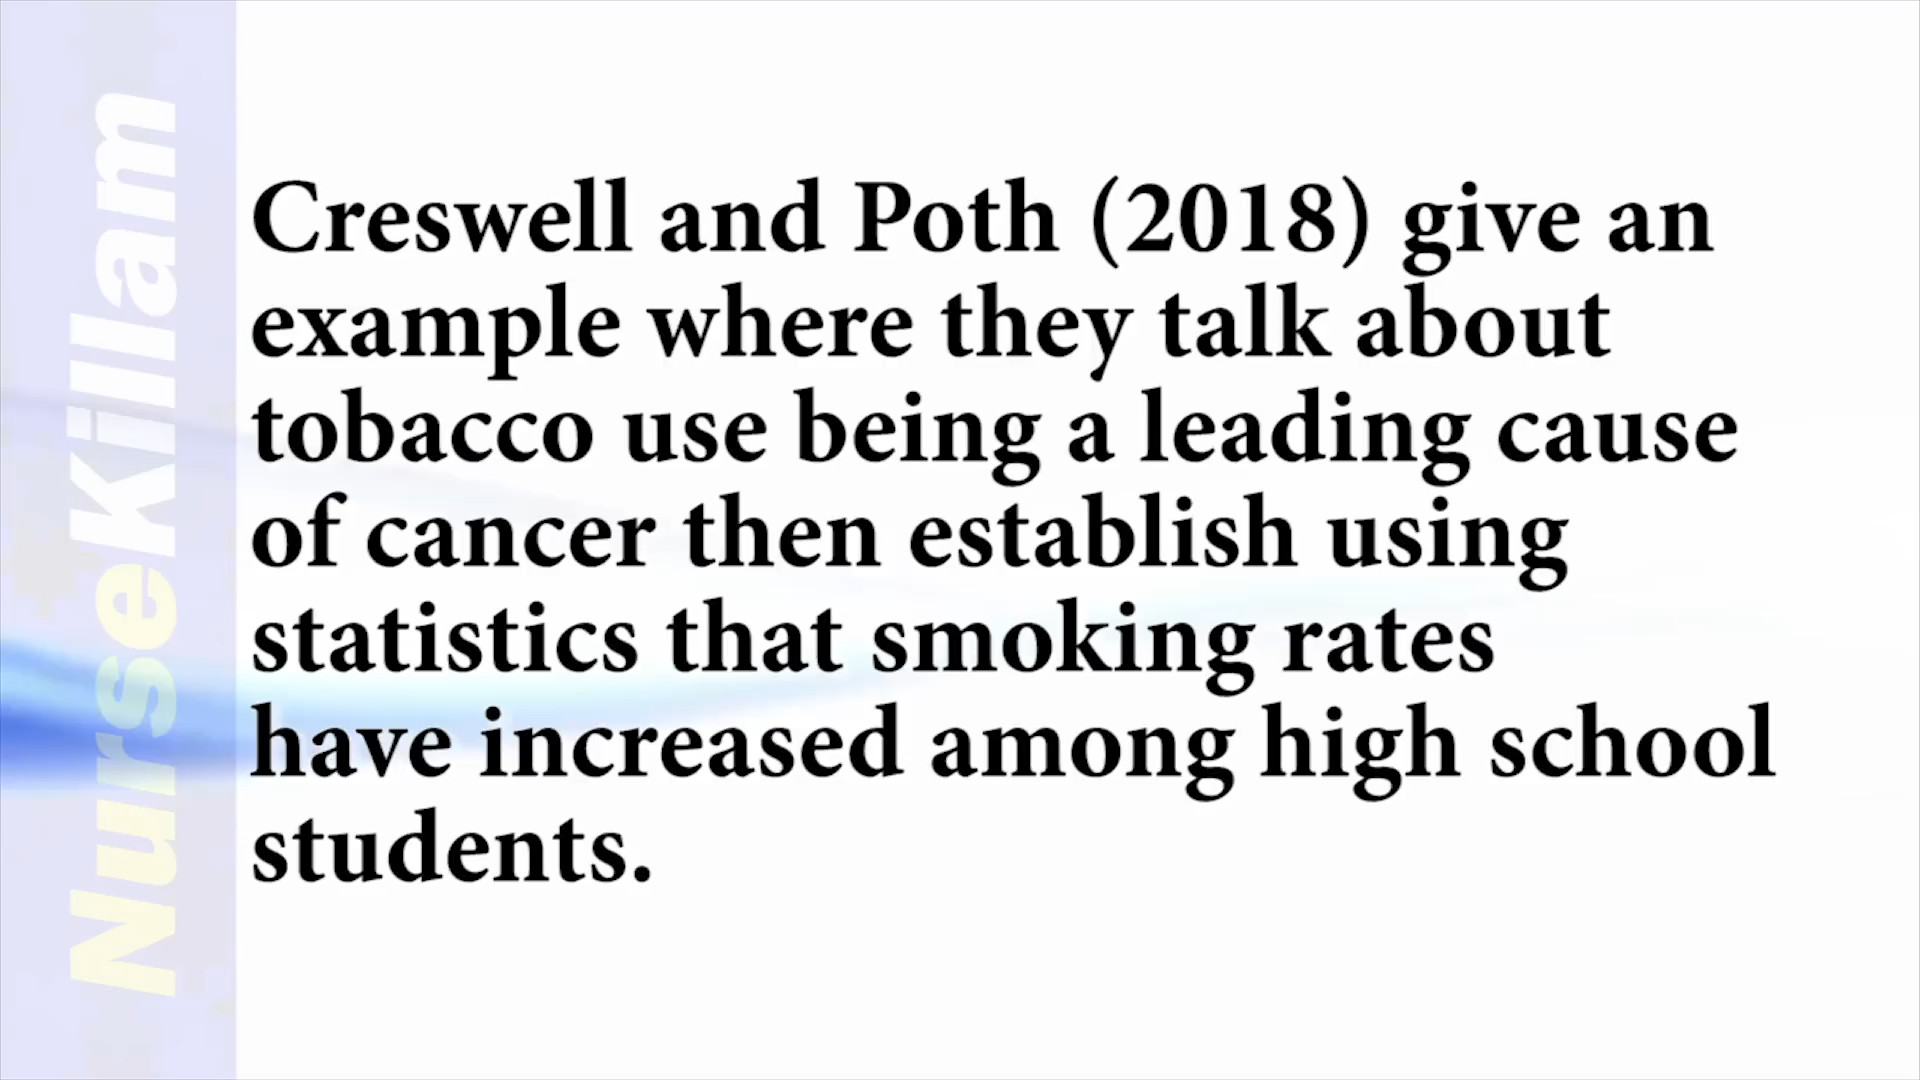 NurseKillam
Creswell and Poth (2018) give an
example where they talk about
tobacco use being a leading cause
of cancer then establish using
statistics that smoking rates
have increased among high school
students.